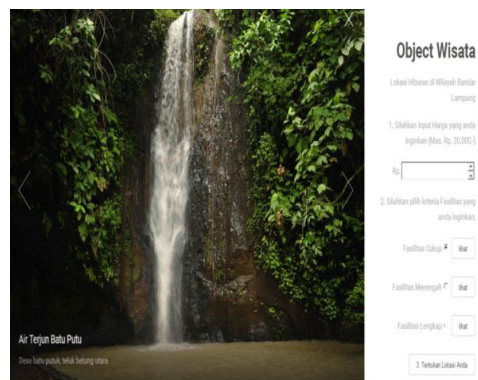 Object Wisata
Lokasi Hiburan di Wilayah Bandar
Lampung
1. Silahkan Input Harga yang anda
inginkan (Max. Rp. 20.000,-)
Rp.
2. Silahkan pilih kriteria Fasilitas yang
anda inginkan:
Fasilitas Cukup
lihat
Fasilitas Menengah
lihat
Fasilitas Lengkap
lihat
3. Tentukan Lokasi Anda
Air Terjun Batu Putu
Desa batu putuk, teluk betung utara